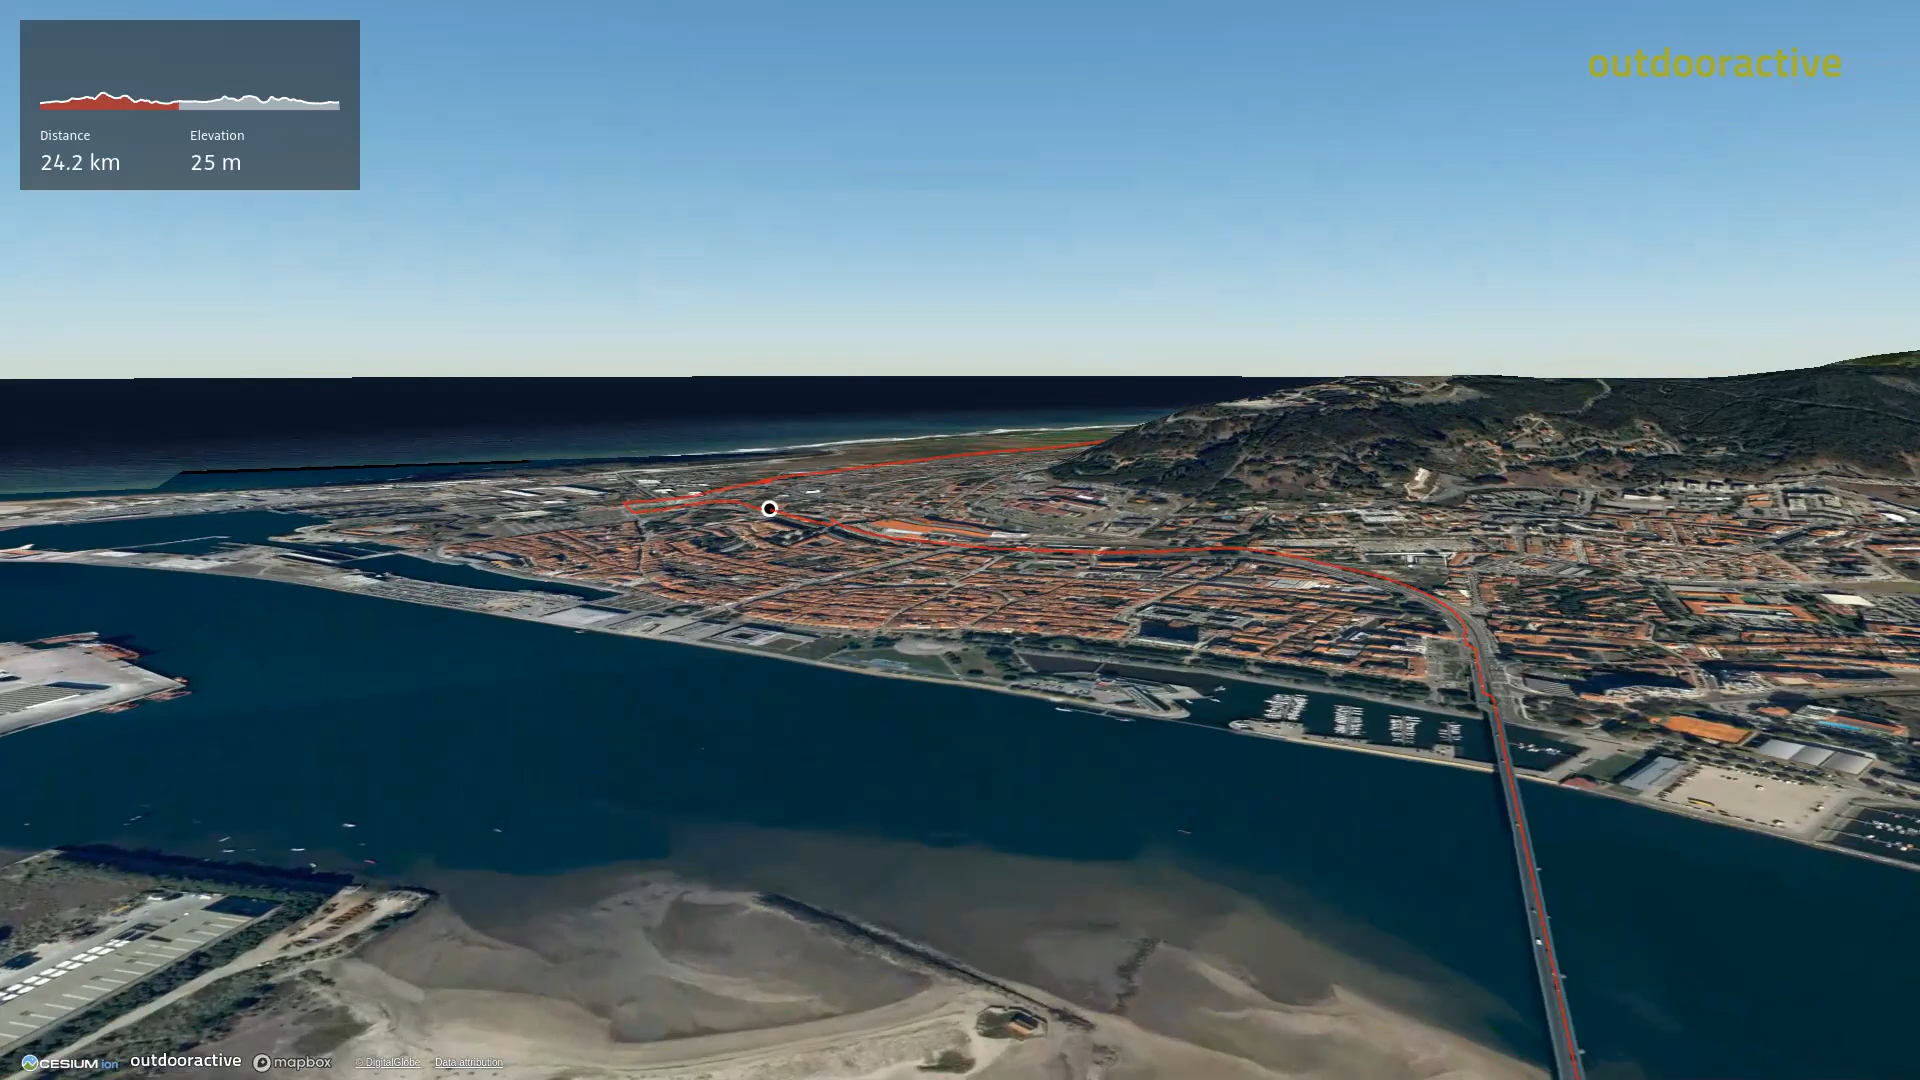 outdooractive
Distance
Elevation
24.2 km
25 m
CESIUM ion
outdooractive
mapbox
© DigitalGlobe
Data attribution